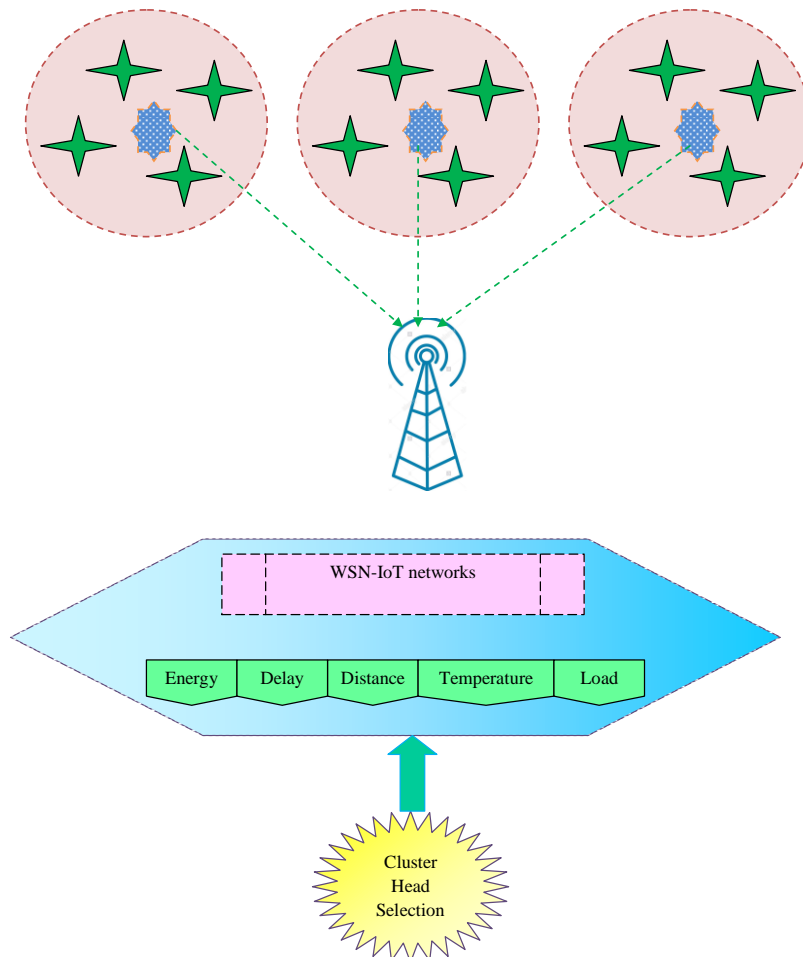 WSN-IoT networks
Energy Delay Distance Temperature Load
Cluster
Head
Selection